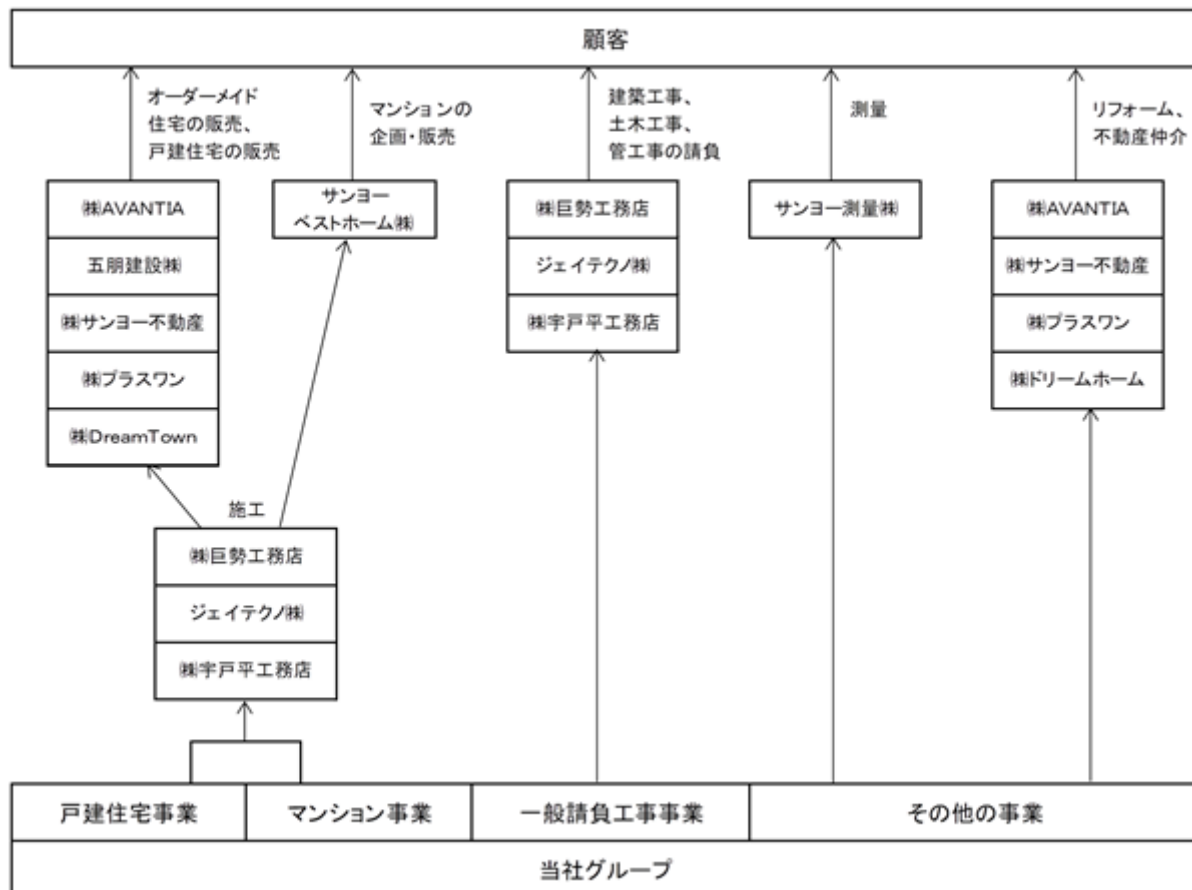 顧客
オーダーメイド
住宅の販売、
戸建住宅の販売
マンションの
企画・販売
建築工事、
土木工事、
管工事の請負
測量
リフォーム、
不動産仲介
㈱AVANTIA
五朋建設㈱
㈱サンヨー不動産
㈱プラスワン
㈱DreamTown
サンヨー
ベストホーム㈱
㈱巨勢工務店
ジェイテクノ㈱
㈱宇戸平工務店
サンヨー測量㈱
㈱AVANTIA
㈱サンヨー不動産
㈱プラスワン
㈱ドリームホーム
施工
㈱巨勢工務店
ジェイテクノ㈱
㈱宇戸平工務店
戸建住宅事業
マンション事業
一般請負工事事業
その他の事業
当社グループ